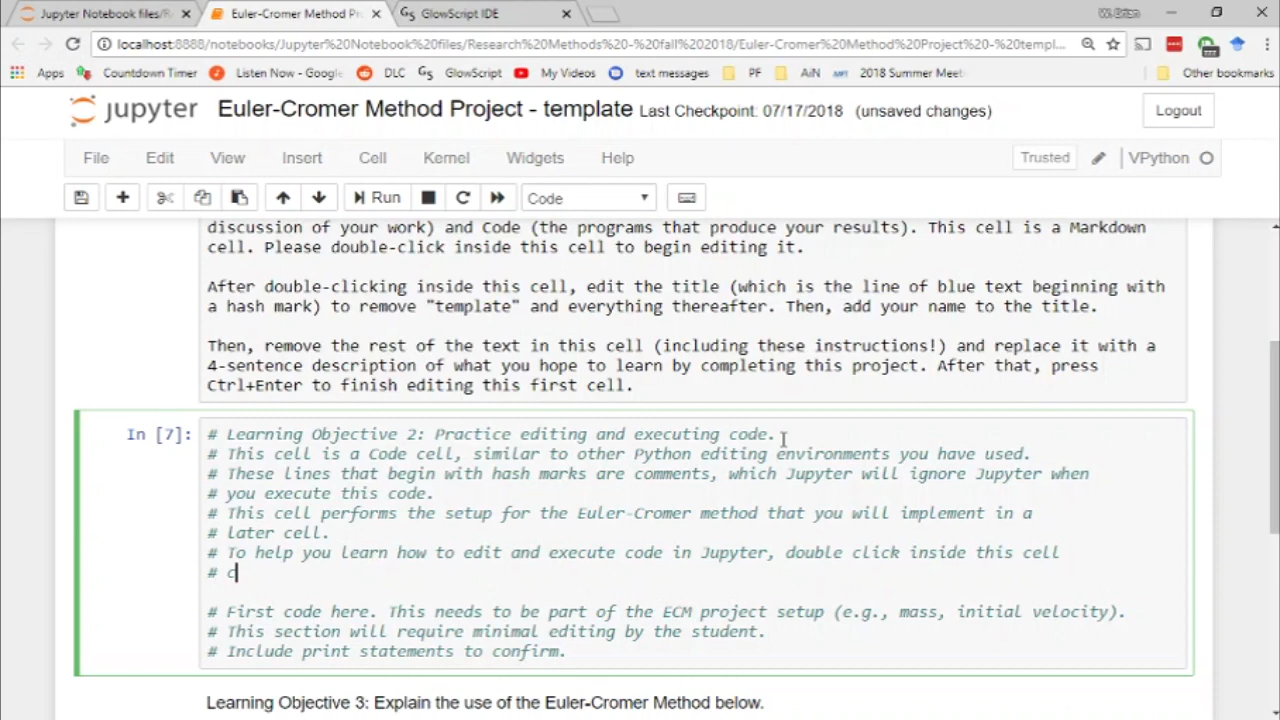 Jupyter Notebook files/R
Euler-Cromer Method Pr
GlowScript IDE
localhost:8888/notebooks/Jupyter%20Notebook%20files/Research%20Methods%20-%20fall%202018/Euler-Cromer%20Method%20Project%20-%20templ...
Apps Countdown Timer Listen Now - Google DLC GlowScript My Videos text messages PF AiN 2018 Summer Meet Other bookmarks
jupyter Euler-Cromer Method Project - template Last Checkpoint: 07/17/2018 (unsaved changes) Logout
File Edit View Insert Cell Kernel Widgets Help Trusted VPython
Run Code
discussion of your work) and Code (the programs that produce your results). This cell is a Markdown
cell. Please double-click inside this cell to begin editing it.
After double-clicking inside this cell, edit the title (which is the line of blue text beginning with
a hash mark) to remove "template" and everything thereafter. Then, add your name to the title.
Then, remove the rest of the text in this cell (including these instructions!) and replace it with a
4-sentence description of what you hope to learn by completing this project. After that, press
Ctrl+Enter to finish editing this first cell.
In [7]:
# Learning Objective 2: Practice editing and executing code.
# This cell is a Code cell, similar to other Python editing environments you have used.
# These lines that begin with hash marks are comments, which Jupyter will ignore Jupyter when
# you execute this code.
# This cell performs the setup for the Euler-Cromer method that you will implement in a
# later cell.
# To help you learn how to edit and execute code in Jupyter, double click inside this cell
# c
# First code here. This needs to be part of the ECM project setup (e.g., mass, initial velocity).
# This section will require minimal editing by the student.
# Include print statements to confirm.
Learning Objective 3: Explain the use of the Euler-Cromer Method below.